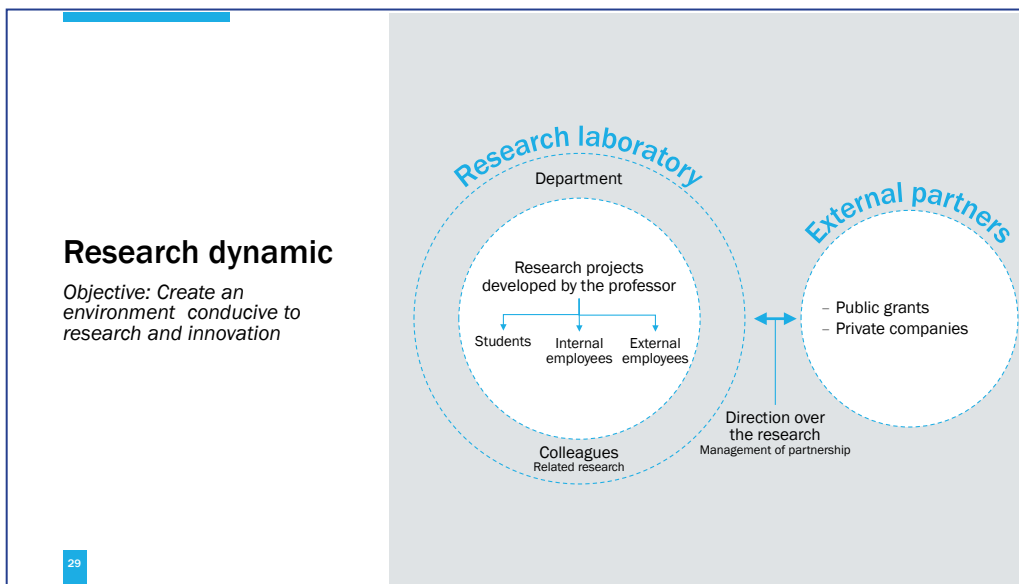 Research dynamic
Objective: Create an
environment conducive to
research and innovation
Research laboratory
Department
Research projects
developed by the professor
Students
Internal
employees
External
employees
Colleagues
Related research
Direction over
the research
Management of partnership
External partners
– Public grants
– Private companies
29